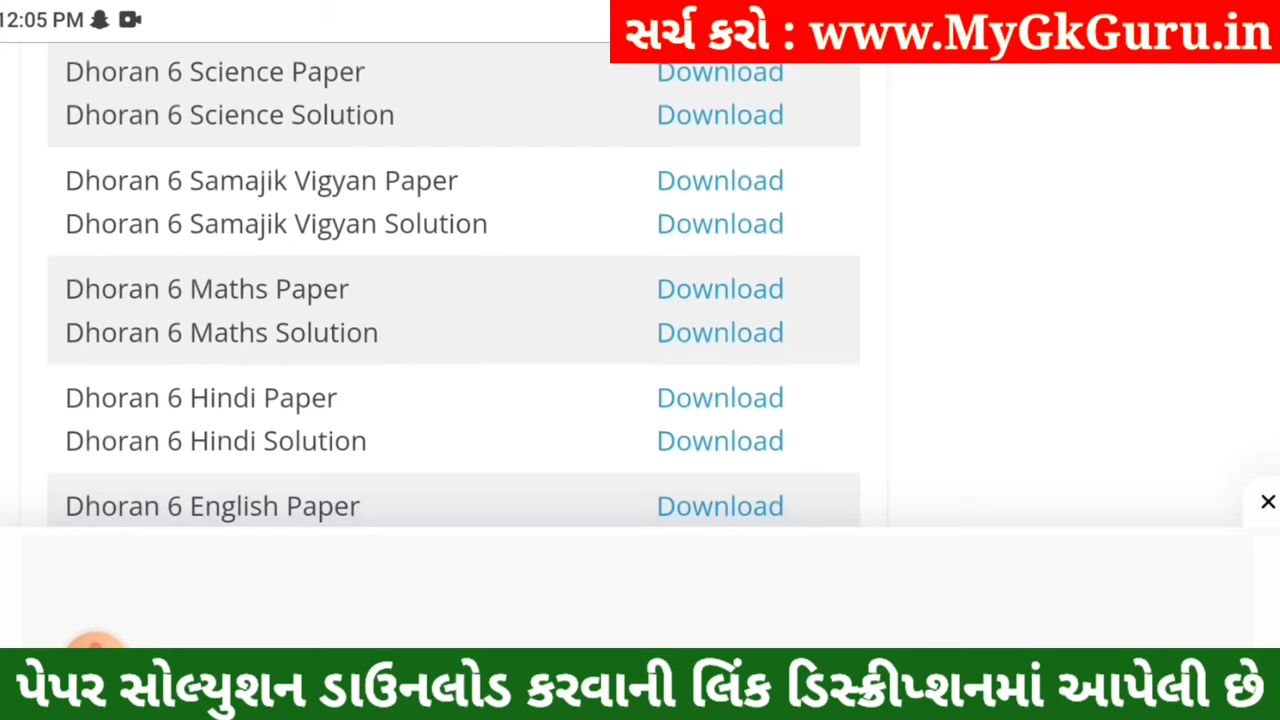 12:05 PM
સર્ચ કરો : www.MyGkGuru.in
Dhoran 6 Science Paper Download
Dhoran 6 Science Solution Download
Dhoran 6 Samajik Vigyan Paper Download
Dhoran 6 Samajik Vigyan Solution Download
Dhoran 6 Maths Paper Download
Dhoran 6 Maths Solution Download
Dhoran 6 Hindi Paper Download
Dhoran 6 Hindi Solution Download
Dhoran 6 English Paper Download
પેપર સોલ્યુશન ડાઉનલોડ કરવાની લિંક ડિસ્ક્રીપ્શનમાં આપેલી છે